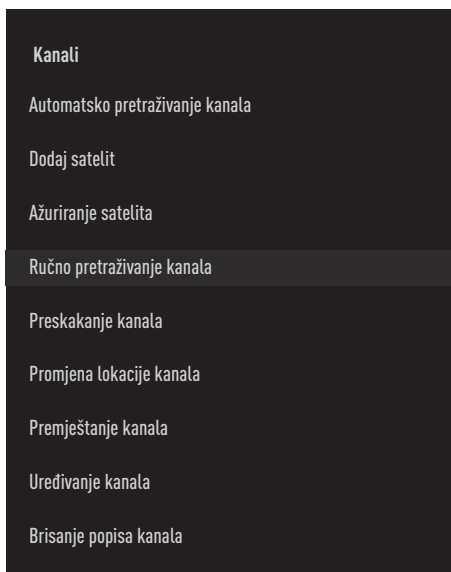 Kanali
Automatsko pretraživanje kanala
Dodaj satelit
Ažuriranje satelita
Ručno pretraživanje kanala
Preskakanje kanala
Promjena lokacije kanala
Premještanje kanala
Uređivanje kanala
Brisanje popisa kanala